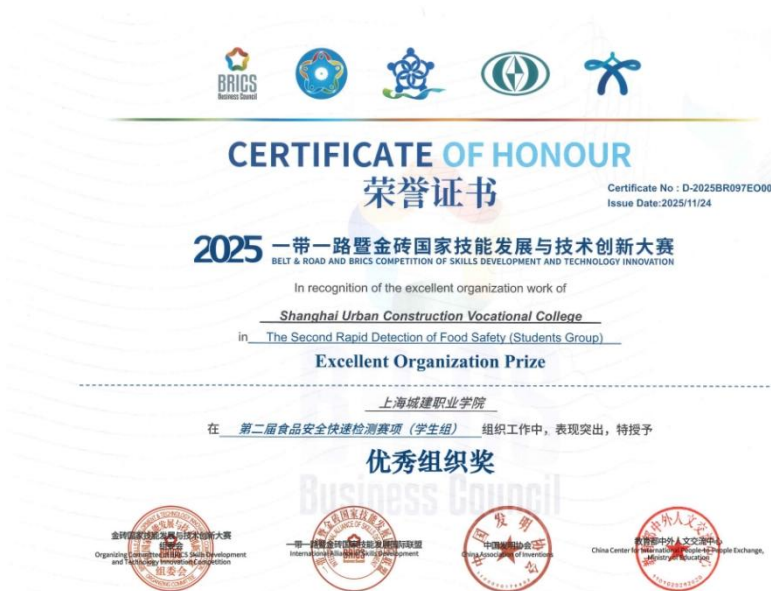 BRICS
Business Council
CERTIFICATE OF HONOUR
荣誉证书
Certificate No : D-2025BR097EO00
Issue Date:2025/11/24
2025 一带一路暨金砖国家技能发展与技术创新大赛
BELT & ROAD AND BRICS COMPETITION OF SKILLS DEVELOPMENT AND TECHNOLOGY INNOVATION
In recognition of the excellent organization work of
Shanghai Urban Construction Vocational College
in The Second Rapid Detection of Food Safety (Students Group)
Excellent Organization Prize
上海城建职业学院
在 第二届食品安全快速检测赛项（学生组） 组织工作中，表现突出，特授予
优秀组织奖
Business Council
金砖国家技能发展与技术创新大赛
组委会
Organizing Committee of BRICS Skills Development
and Technology Innovation Competition
组委会
一带一路暨金砖国家技能发展国际联盟
International Alliance of Skills Development
中国发明协会
China Association of Inventions
教育部中外人文交流中心
China Center for International People-to-People Exchange,
Ministry of Education